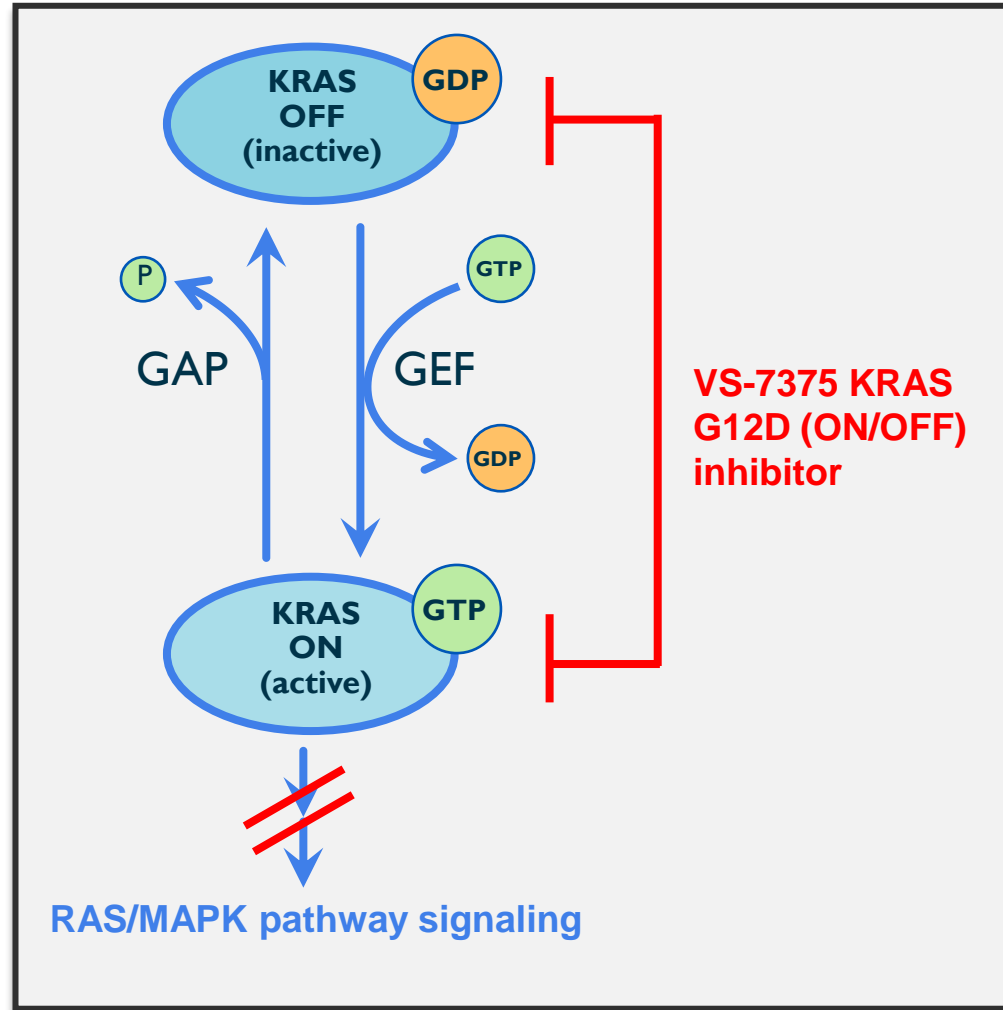 KRAS
OFF
(inactive)
GDP
P
GTP
GAP
GEF
GDP
VS-7375 KRAS
G12D (ON/OFF)
inhibitor
KRAS
ON
(active)
GTP
RAS/MAPK pathway signaling